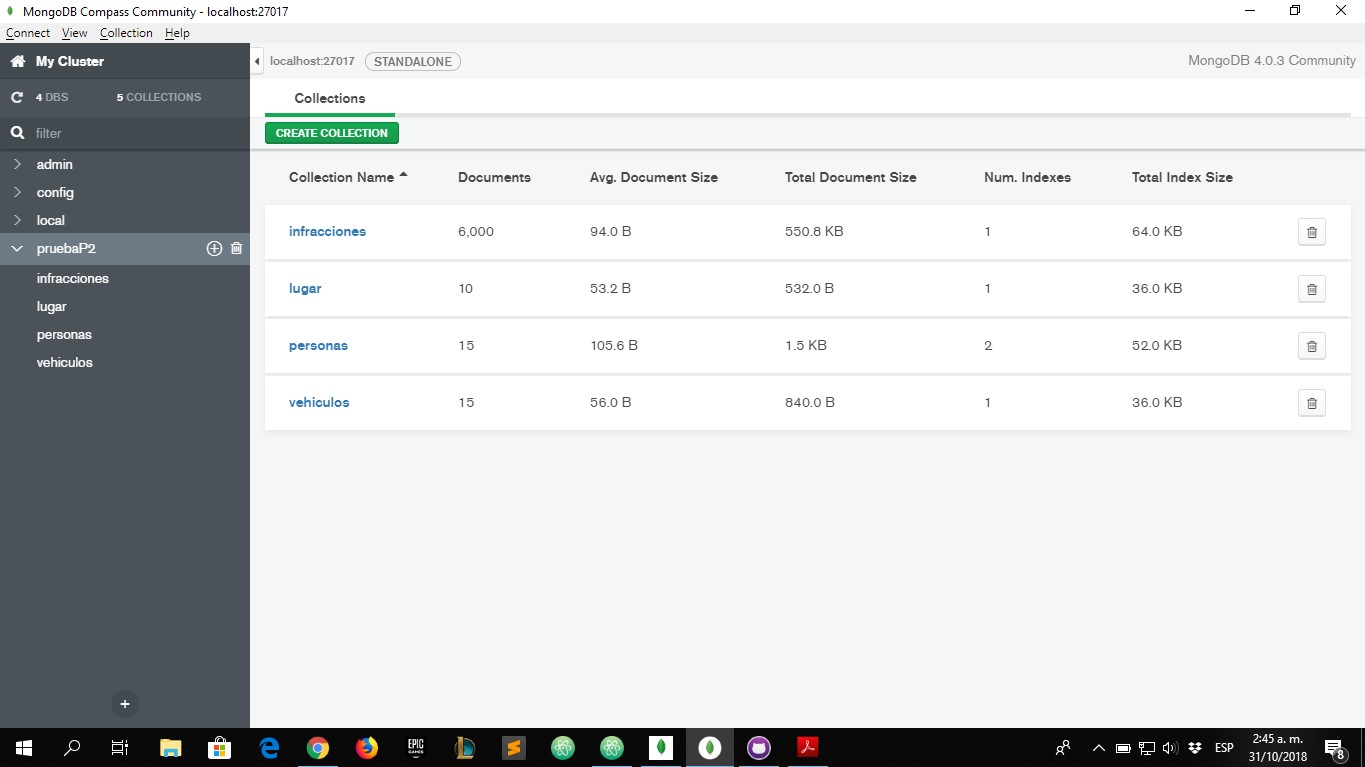 MongoDB Compass Community - localhost:27017
Connect View Collection Help
My Cluster
4 DBS 5 COLLECTIONS
filter
admin
config
local
pruebaP2
infracciones
lugar
personas
vehiculos
+
localhost:27017 STANDALONE MongoDB 4.0.3 Community
Collections
CREATE COLLECTION
Collection Name Documents Avg. Document Size Total Document Size Num. Indexes Total Index Size
infracciones 6,000 94.0 B 550.8 KB 1 64.0 KB
lugar 10 53.2 B 532.0 B 1 36.0 KB
personas 15 105.6 B 1.5 KB 2 52.0 KB
vehiculos 15 56.0 B 840.0 B 1 36.0 KB
EPIC
GAMES
ESP
2:45 a. m.
31/10/2018
8